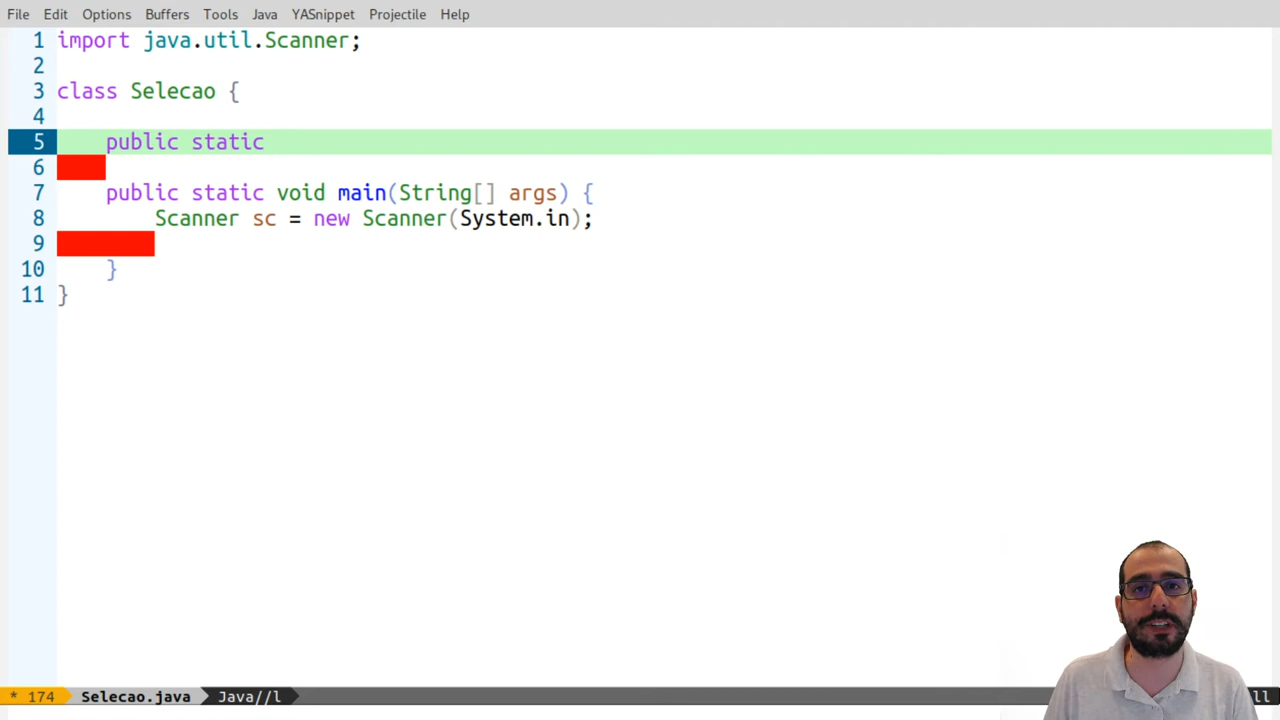 File Edit Options Buffers Tools Java YASnippet Projectile Help
1 import java.util.Scanner;
2
3 class Selecao {
4
5 public static
6
7 public static void main(String[] args) {
8 Scanner sc = new Scanner(System.in);
9
10 }
11 }
* 174 Selecao.java Java//l ll